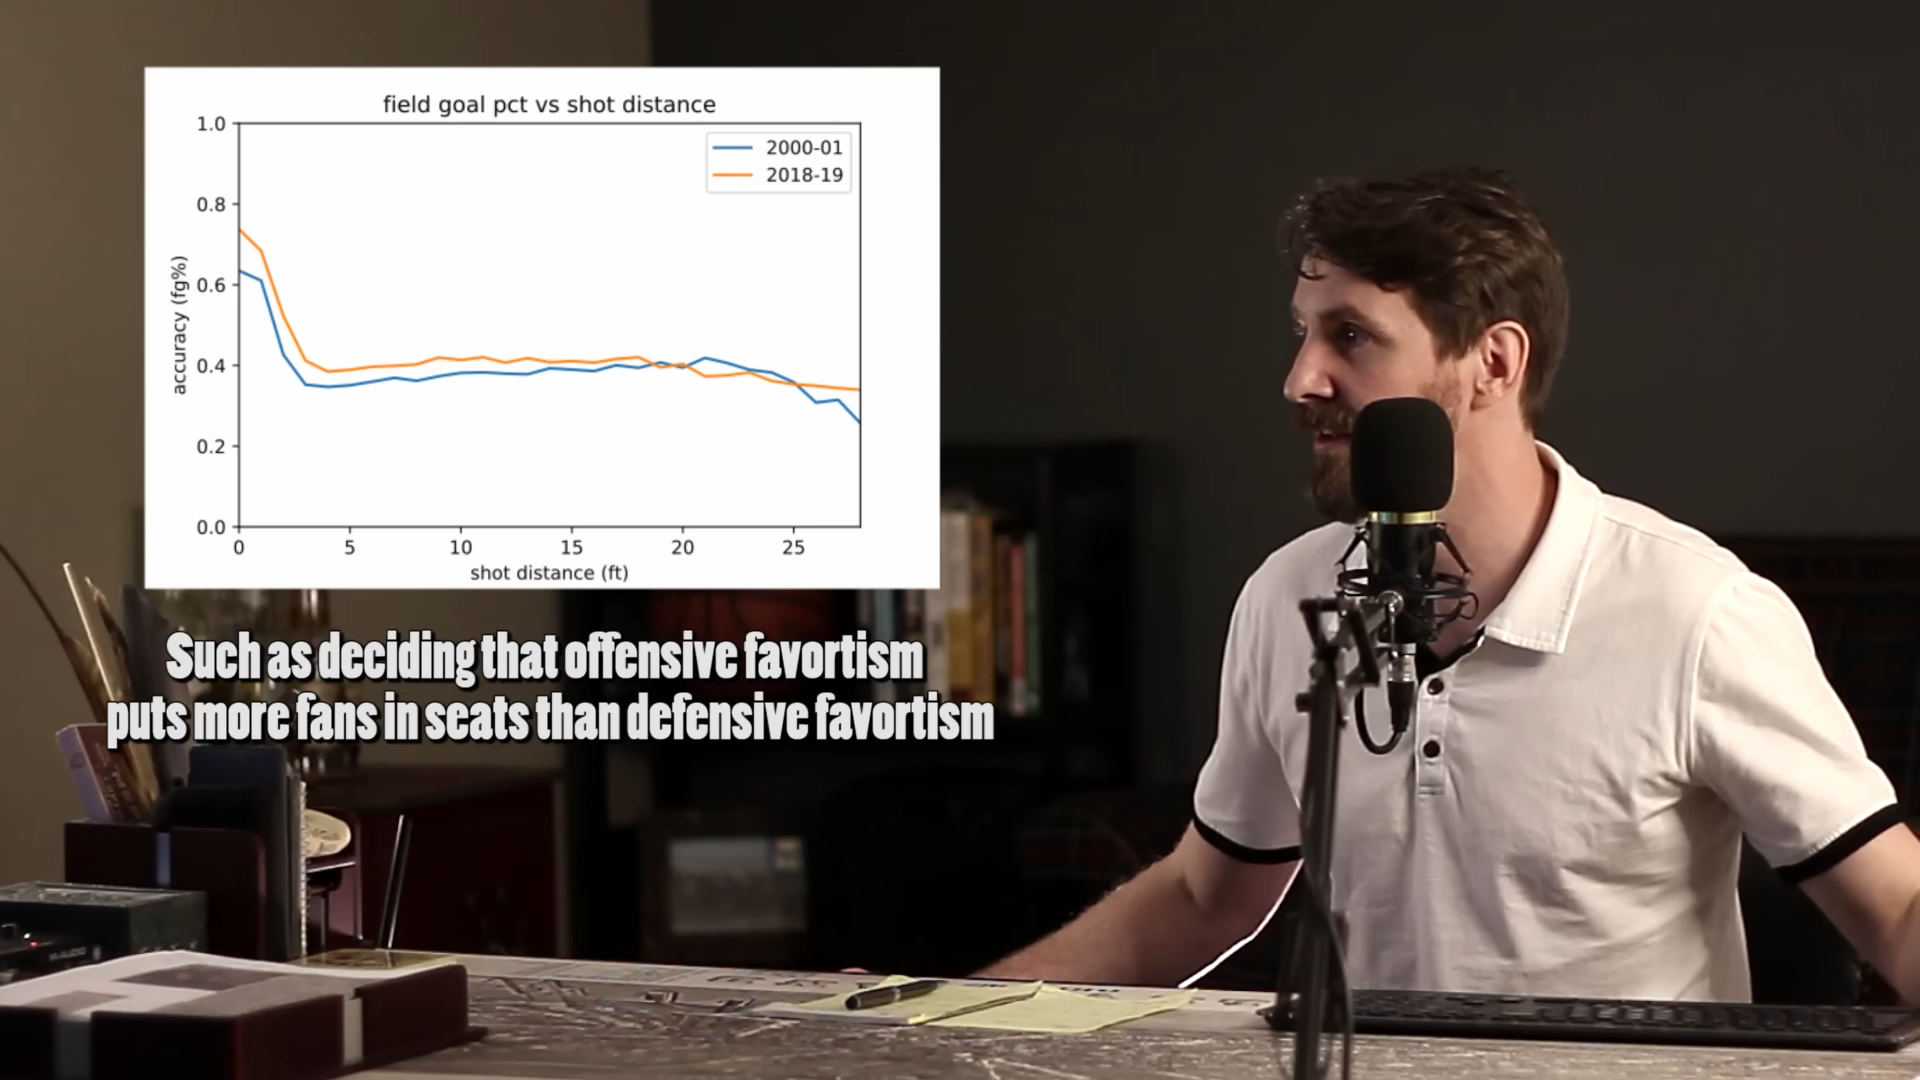 field goal pct vs shot distance
1.0
0.8
0.6
0.4
0.2
0.0
accuracy (fg%)
2000-01
2018-19
0 5 10 15 20 25
shot distance (ft)
Such as deciding that offensive favortism
puts more fans in seats than defensive favortism
M-AUDIO